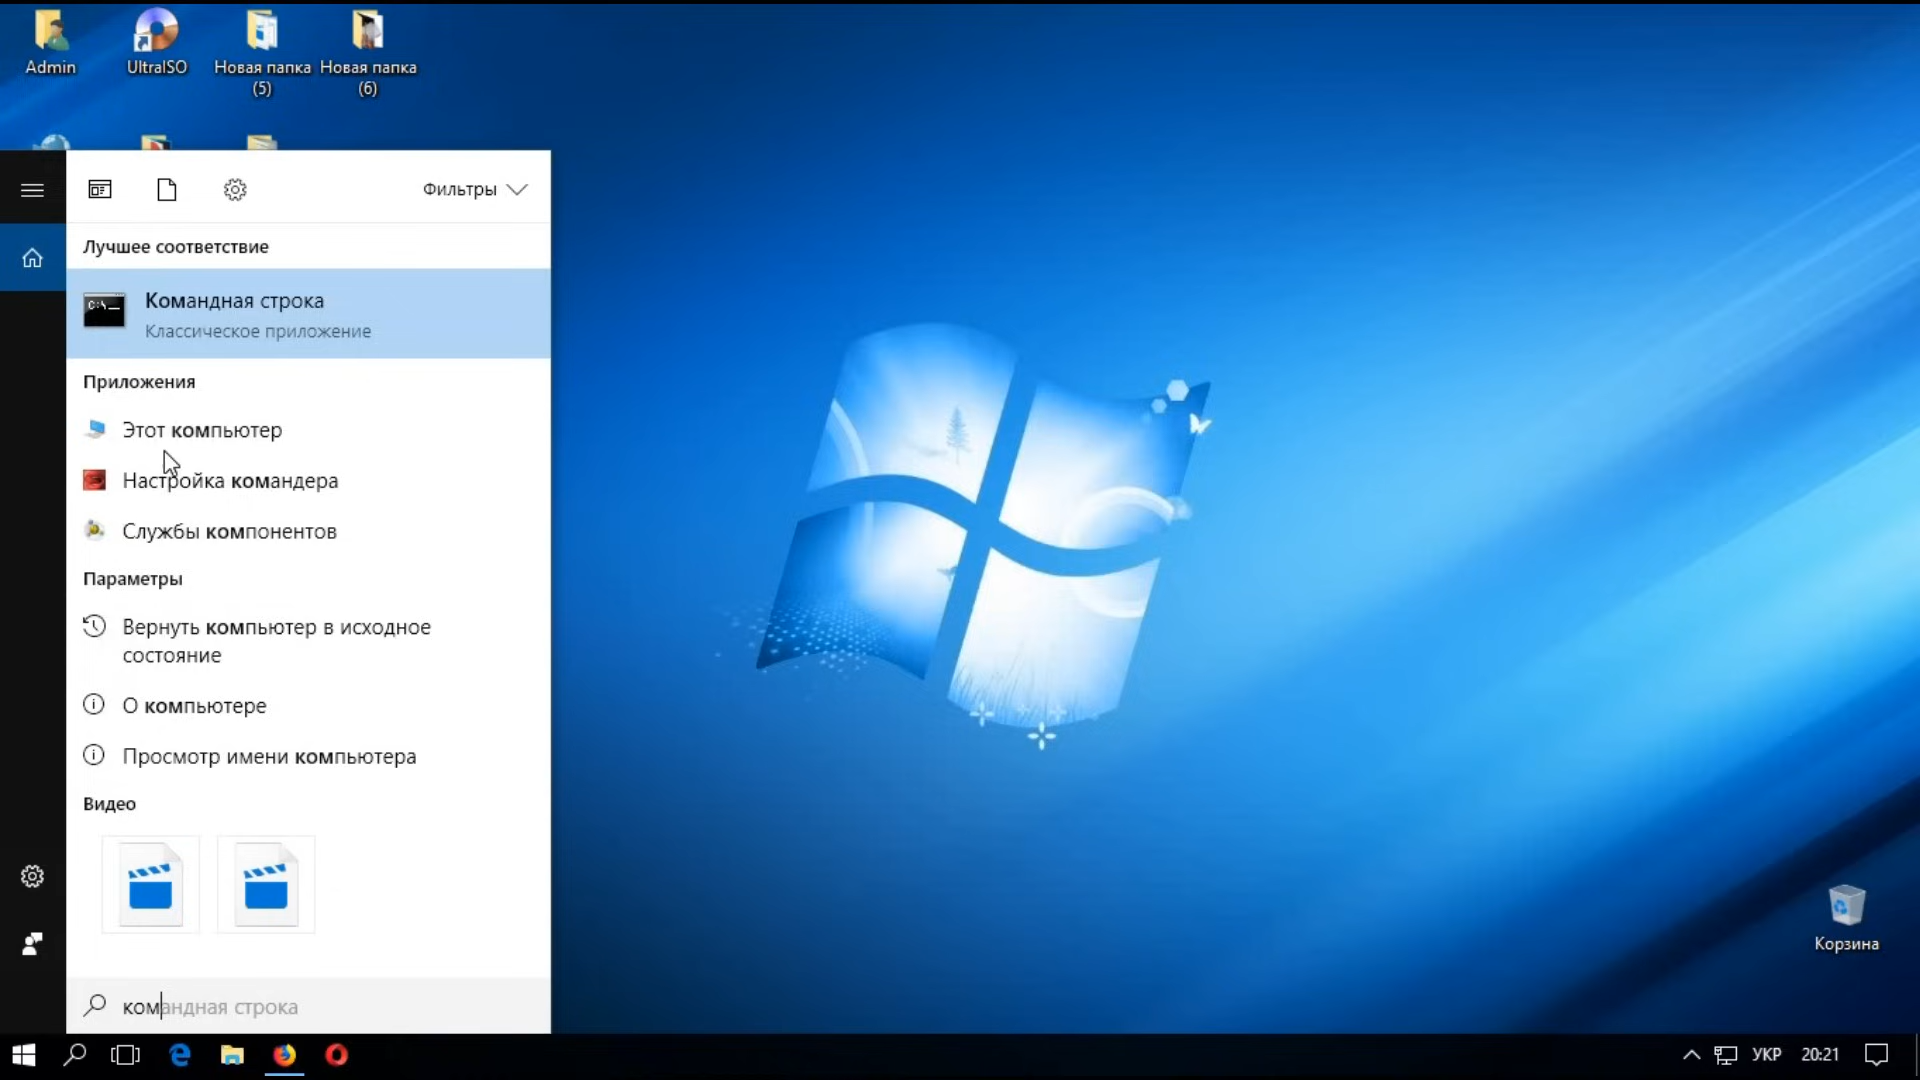 Admin
UltraISO
Новая папка
(5)
Новая папка
(6)
Фильтры
Лучшее соответствие
Командная строка
Классическое приложение
Приложения
Этот компьютер
Настройка командера
Службы компонентов
Параметры
Вернуть компьютер в исходное
состояние
О компьютере
Просмотр имени компьютера
Видео
командная строка
Корзина
УКР
20:21